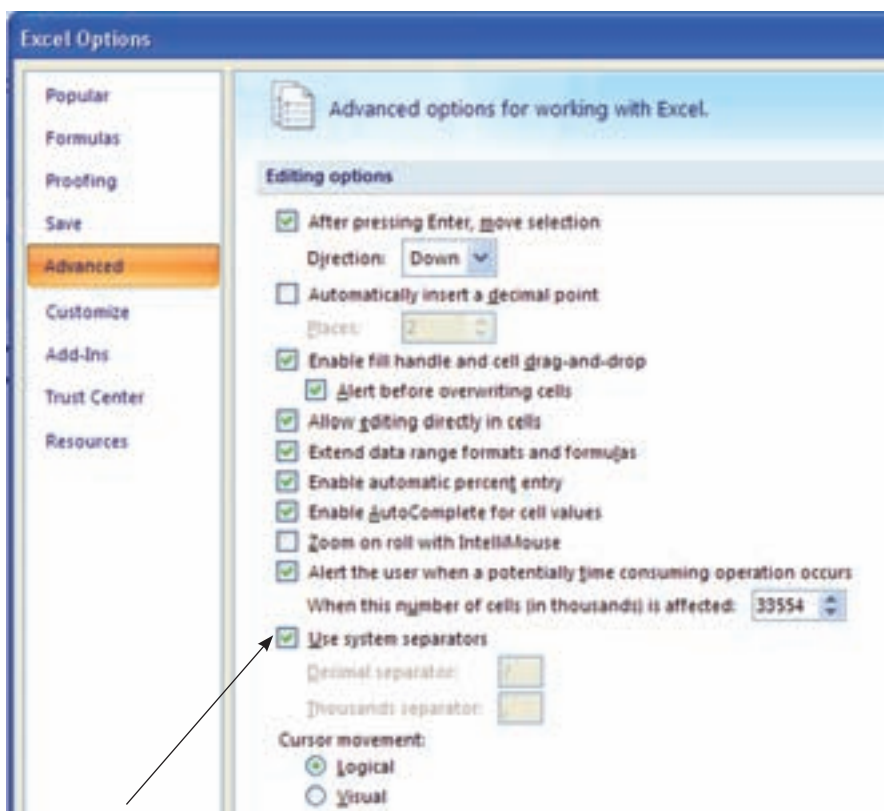 Excel Options
Popular
Formulas
Proofing
Save
Advanced
Customize
Add-Ins
Trust Center
Resources
Advanced options for working with Excel.
Editing options
After pressing Enter, move selection
Direction: Down
Automatically insert a decimal point
Places: 2
Enable fill handle and cell drag-and-drop
Alert before overwriting cells
Allow editing directly in cells
Extend data range formats and formulas
Enable automatic percent entry
Enable AutoComplete for cell values
Zoom on roll with IntelliMouse
Alert the user when a potentially time consuming operation occurs
When this number of cells (in thousands) is affected: 33554
Use system separators
Decimal separator:
Thousands separator:
Cursor movement:
Logical
Visual